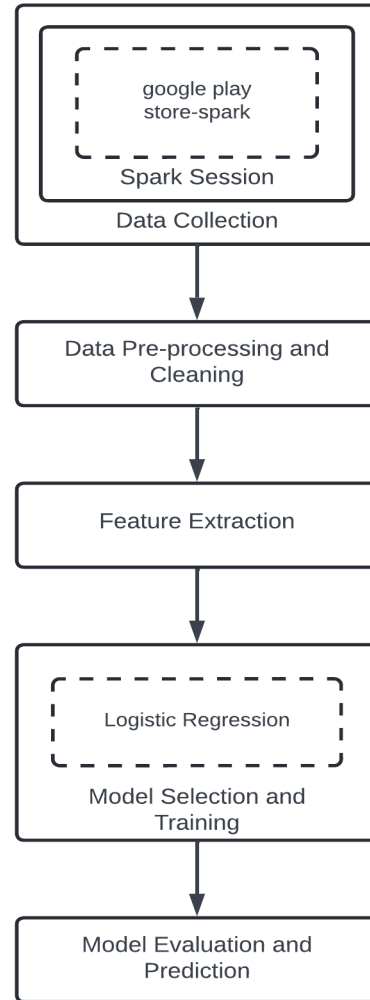 google play
store-spark
Spark Session
Data Collection
Data Pre-processing and
Cleaning
Feature Extraction
Logistic Regression
Model Selection and
Training
Model Evaluation and
Prediction